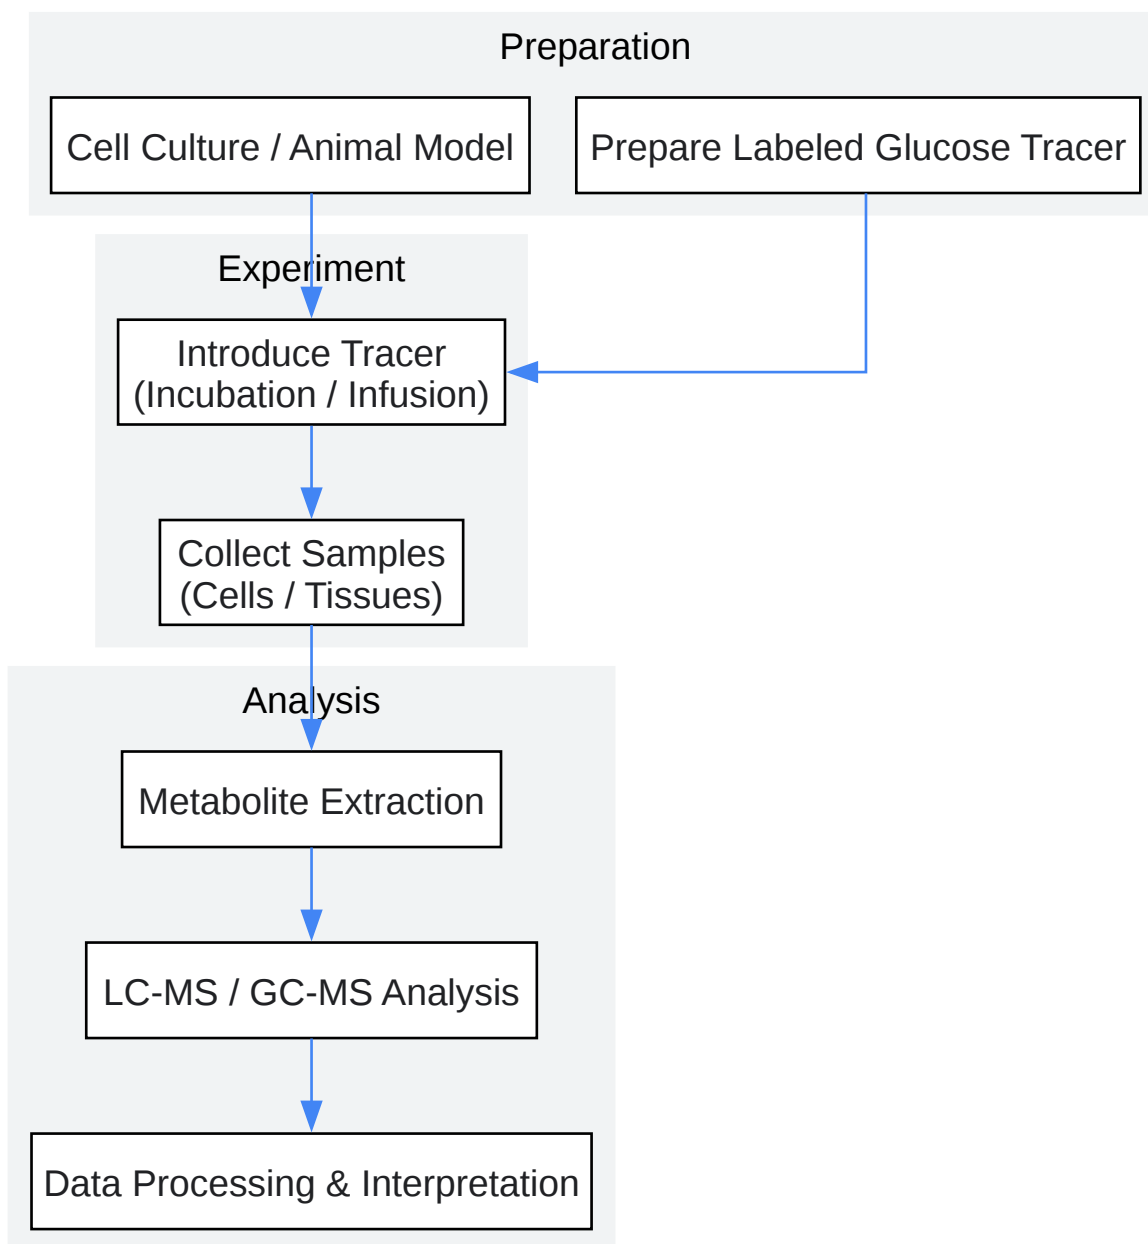 Preparation
Cell Culture / Animal Model
Prepare Labeled Glucose Tracer
Experiment
Introduce Tracer
(Incubation / Infusion)
Collect Samples
(Cells / Tissues)
Analysis
Metabolite Extraction
LC-MS / GC-MS Analysis
Data Processing & Interpretation